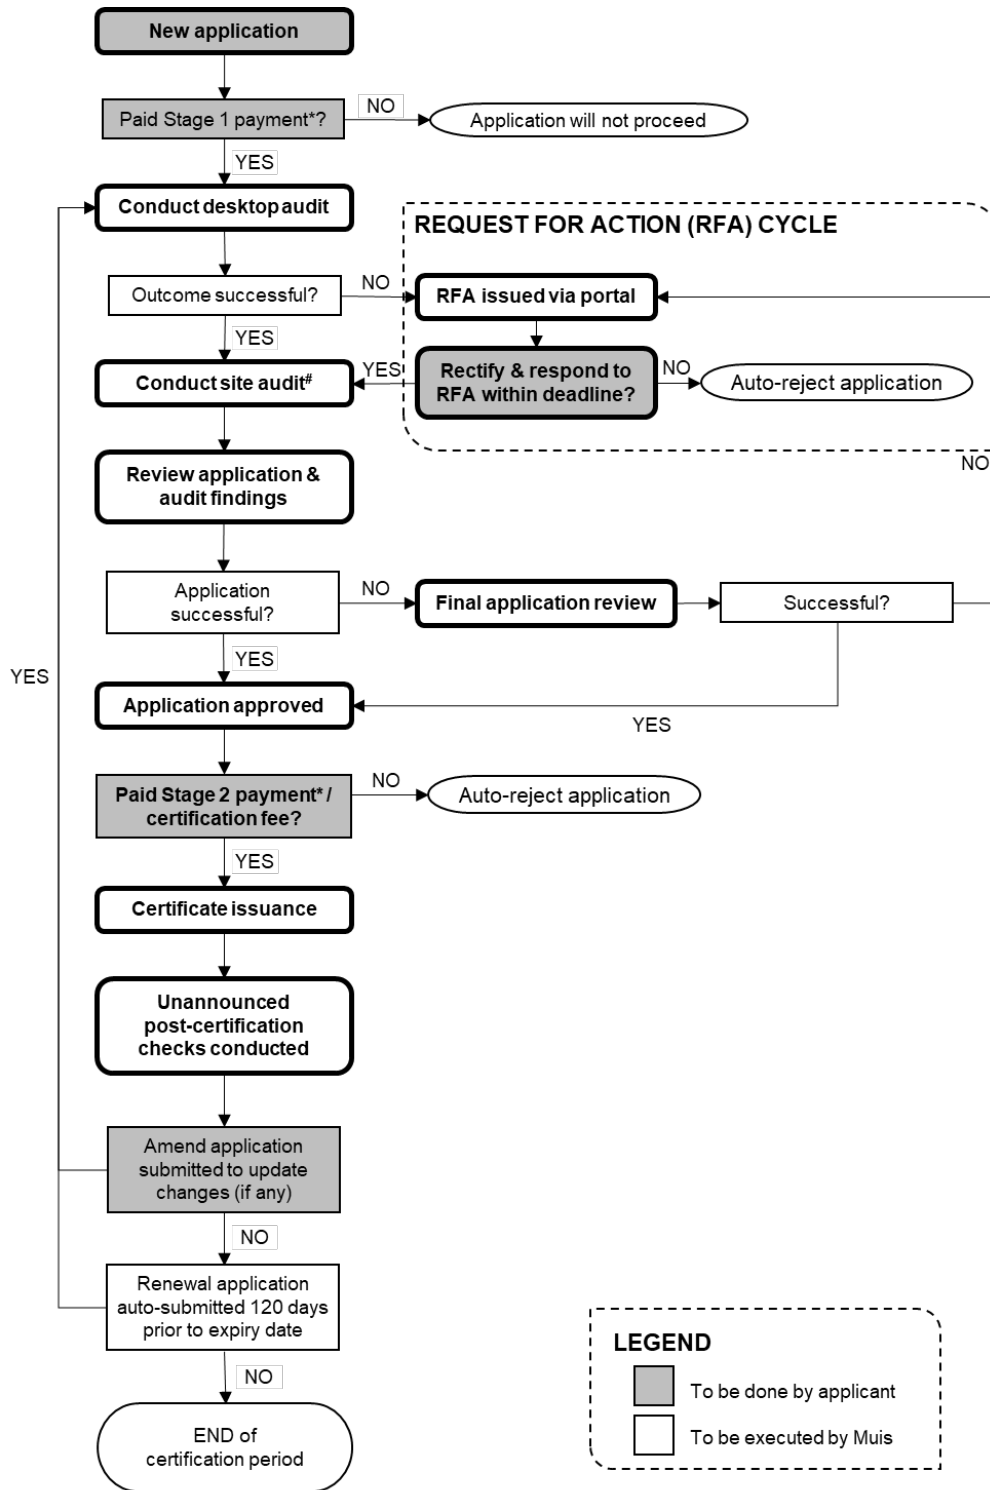 New application
Paid Stage 1 payment*?
NO
Application will not proceed
YES
Conduct desktop audit
REQUEST FOR ACTION (RFA) CYCLE
Outcome successful?
NO
RFA issued via portal
YES
Conduct site audit#
YES
Rectify & respond to
RFA within deadline?
NO
Auto-reject application
NO
Review application &
audit findings
Application
successful?
NO
Final application review
Successful?
YES
YES
Application approved
YES
Paid Stage 2 payment* /
certification fee?
NO
Auto-reject application
YES
Certificate issuance
Unannounced
post-certification
checks conducted
Amend application
submitted to update
changes (if any)
NO
Renewal application
auto-submitted 120 days
prior to expiry date
NO
END of
certification period
LEGEND
To be done by applicant
To be executed by Muis